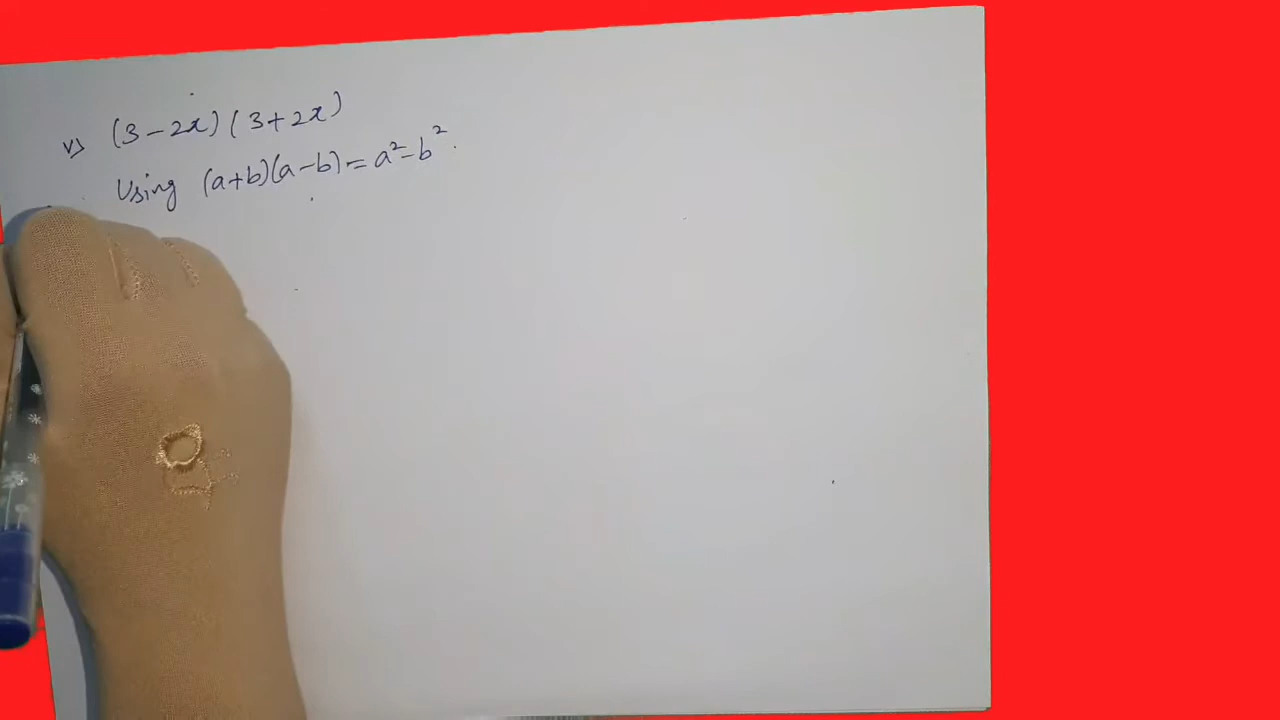 v) (3-2x)(3+2x)
Using (a+b)(a-b)=a²-b².